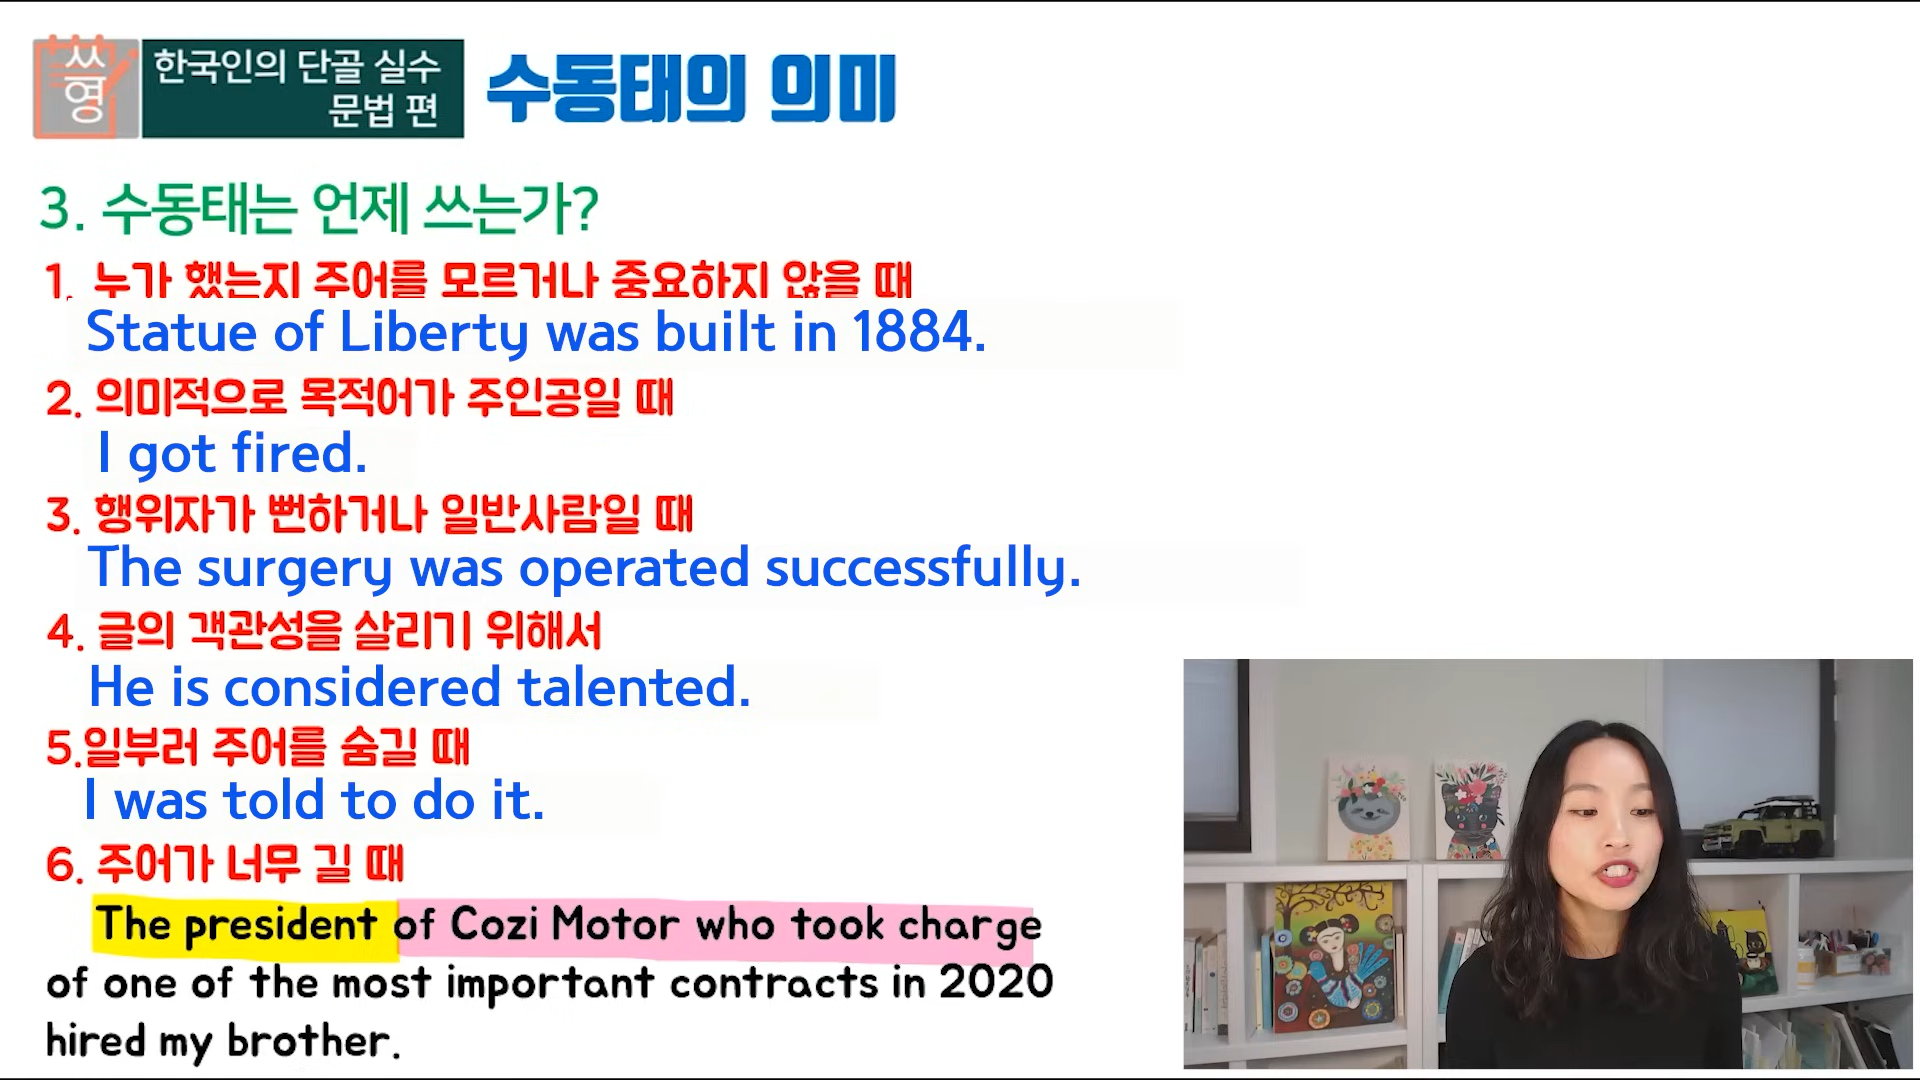 쓰영
한국인의 단골 실수
문법 편
수동태의 의미
3. 수동태는 언제 쓰는가?
1. 누가 했는지 주어를 모르거나 중요하지 않을 때
Statue of Liberty was built in 1884.
2. 의미적으로 목적어가 주인공일 때
I got fired.
3. 행위자가 뻔하거나 일반사람일 때
The surgery was operated successfully.
4. 글의 객관성을 살리기 위해서
He is considered talented.
5.일부러 주어를 숨길 때
I was told to do it.
6. 주어가 너무 길 때
The president of Cozi Motor who took charge
of one of the most important contracts in 2020
hired my brother.